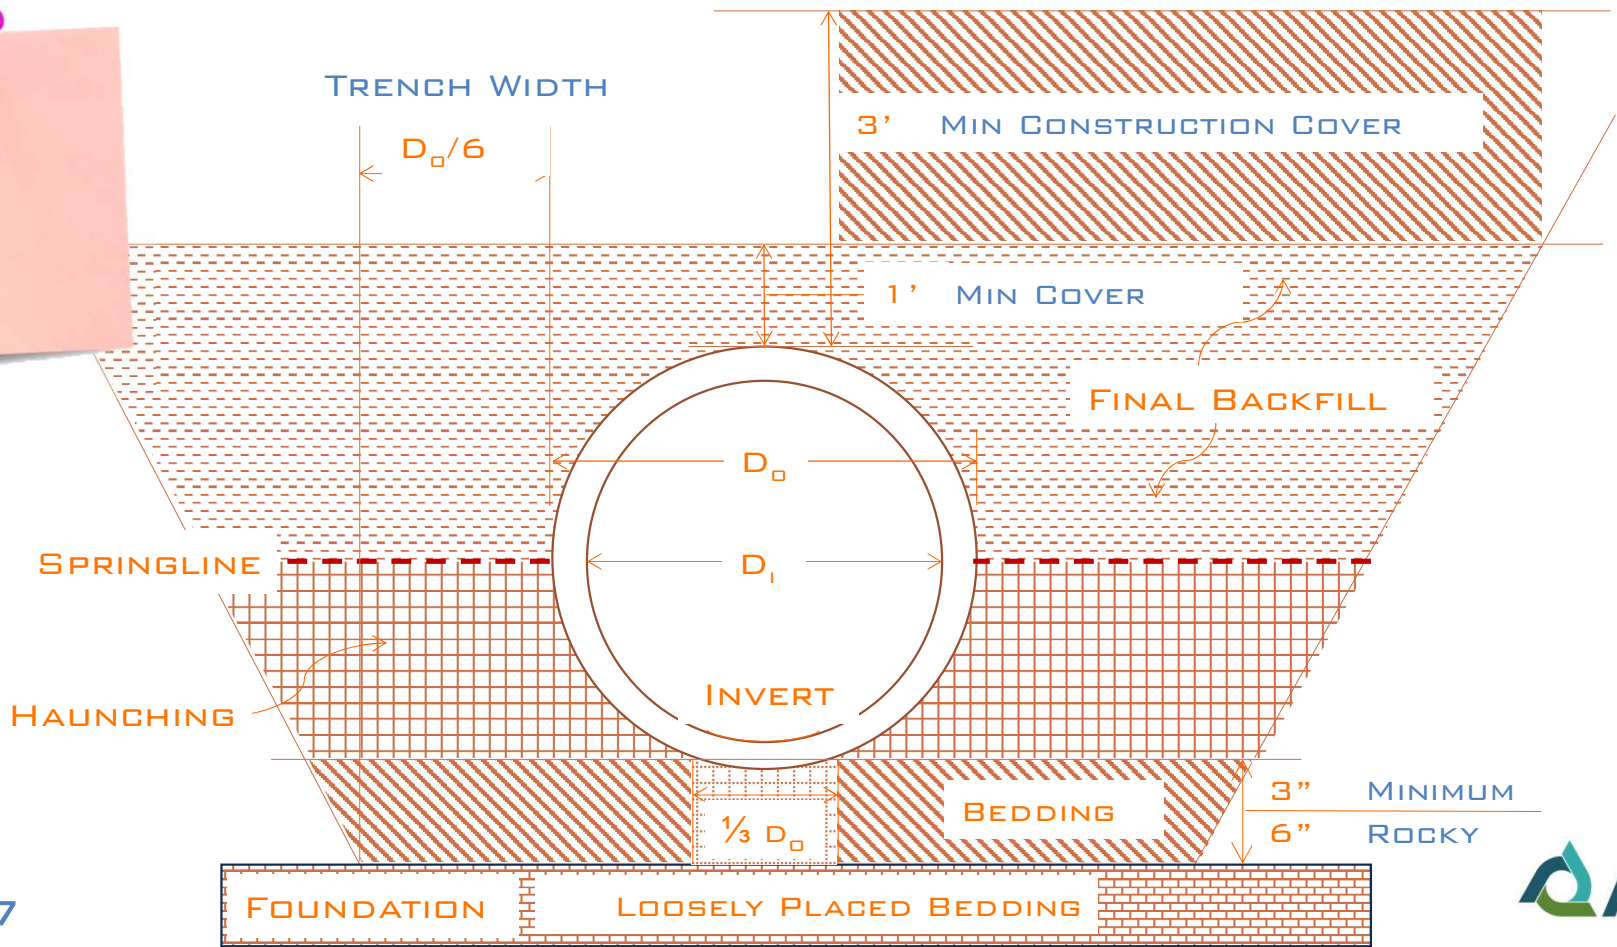 TRENCH WIDTH
Do/6
3' MIN CONSTRUCTION COVER
1' MIN COVER
FINAL BACKFILL
Do
SPRINGLINE
DI
INVERT
HAUNCHING
3" MINIMUM
BEDDING
⅓ Do
6" ROCKY
FOUNDATION
LOOSELY PLACED BEDDING
7